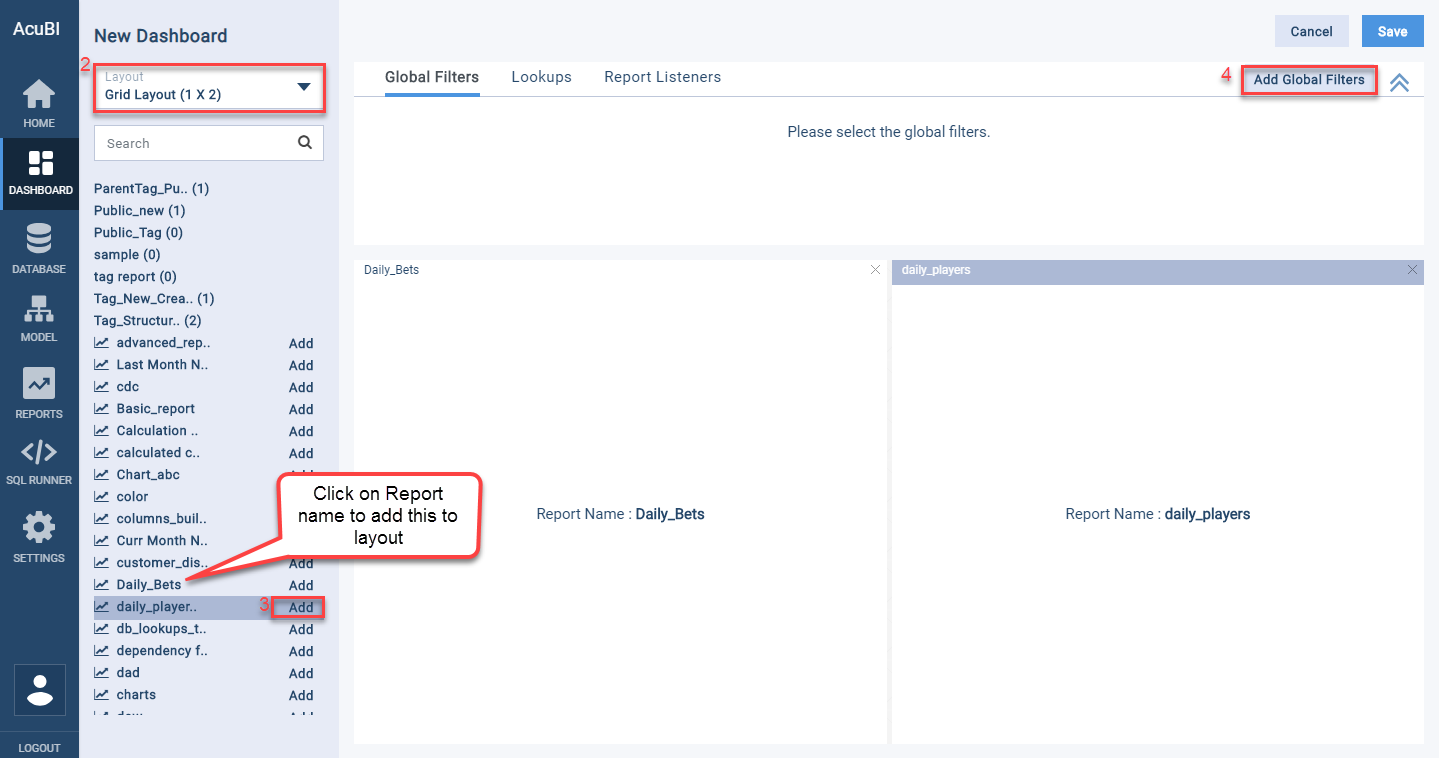 AcuBI
HOME
DASHBOARD
DATABASE
MODEL
REPORTS
SQL RUNNER
SETTINGS
LOGOUT
New Dashboard
2
Layout
Grid Layout (1 X 2)
Search
ParentTag_Pu.. (1)
Public_new (1)
Public_Tag (0)
sample (0)
tag report (0)
Tag_New_Crea.. (1)
Tag_Structur.. (2)
advanced_rep.. Add
Last Month N.. Add
cdc Add
Basic_report Add
Calculation .. Add
calculated c.. Add
Chart_abc
color
columns_buil..
Curr Month N..
customer_dis.. Add
Daily_Bets Add
daily_player.. 3 Add
db_lookups_t.. Add
dependency f.. Add
dad Add
charts Add
Click on Report
name to add this to
layout
Cancel Save
Global Filters Lookups Report Listeners 4 Add Global Filters
Please select the global filters.
Daily_Bets
Report Name : Daily_Bets
daily_players
Report Name : daily_players